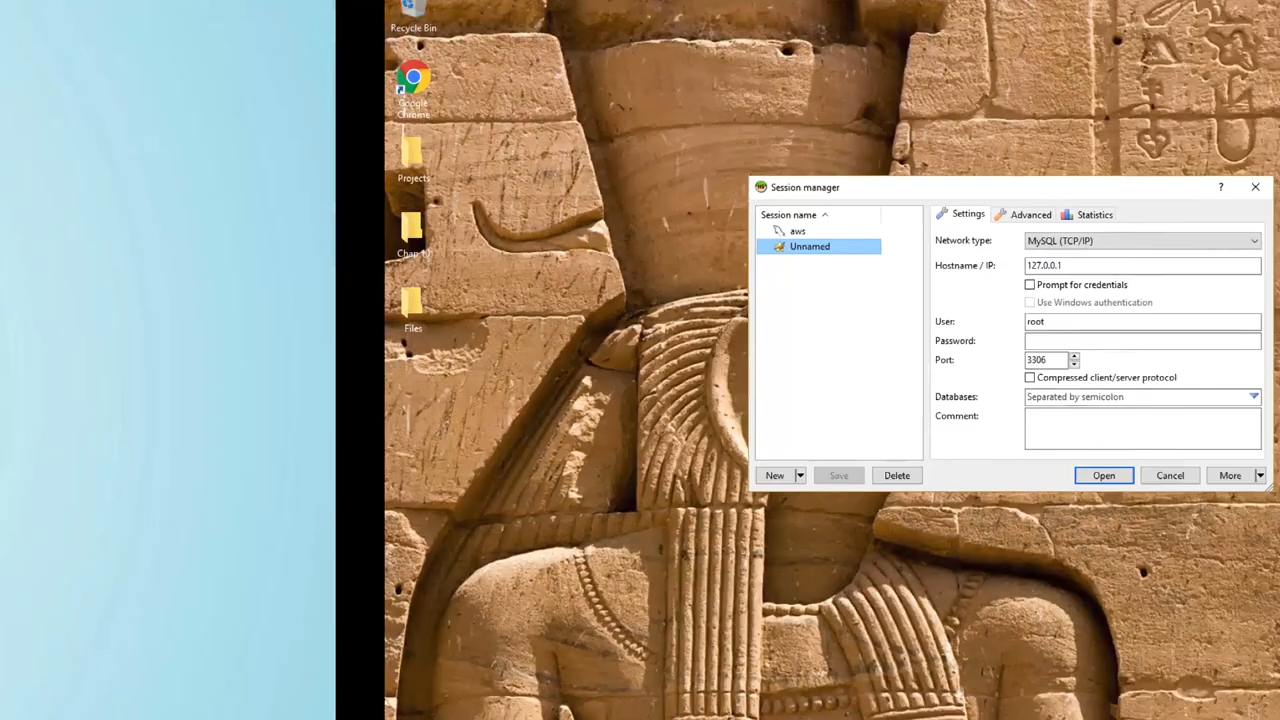 Recycle Bin
Google
Chrome
Projects
Files
Session manager
?
Session name
aws
Unnamed
New
Save
Delete
Settings
Advanced
Statistics
Network type:
MySQL (TCP/IP)
Hostname / IP:
127.0.0.1
Prompt for credentials
Use Windows authentication
User:
root
Password:
Port:
3306
Compressed client/server protocol
Databases:
Separated by semicolon
Comment:
Open
Cancel
More